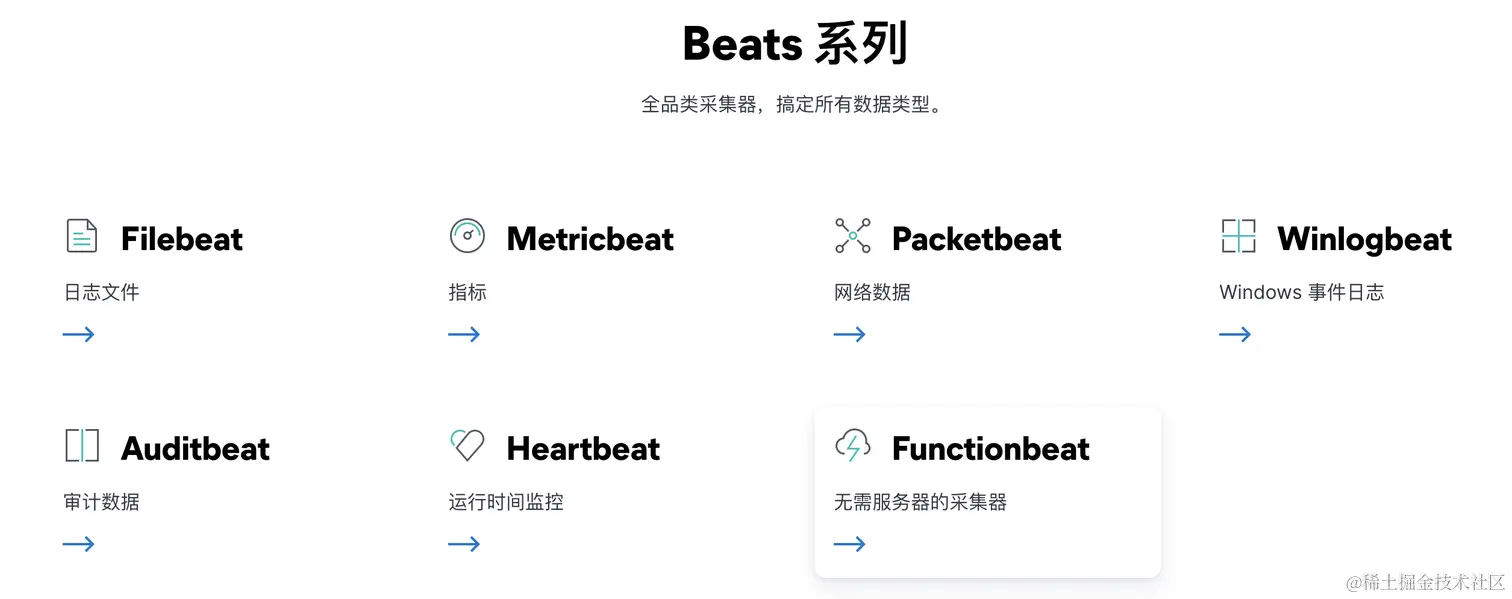 Beats 系列
全品类采集器，搞定所有数据类型。
Filebeat
日志文件
Metricbeat
指标
Packetbeat
网络数据
Winlogbeat
Windows 事件日志
Auditbeat
审计数据
Heartbeat
运行时间监控
Functionbeat
无需服务器的采集器
@稀土掘金技术社区